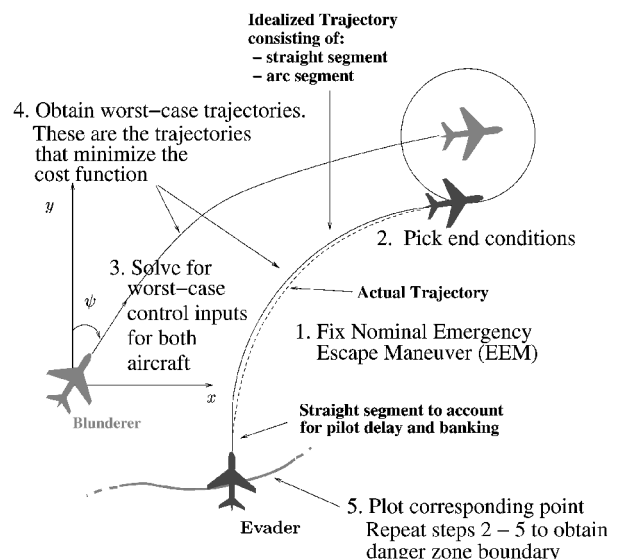 Idealized Trajectory
consisting of:
– straight segment
– arc segment
4. Obtain worst–case trajectories.
These are the trajectories
that minimize the
cost function
y
2. Pick end conditions
3. Solve for
worst–case
control inputs
for both
aircraft
ψ
Actual Trajectory
1. Fix Nominal Emergency
Escape Maneuver (EEM)
x
Blunderer
Straight segment to account
for pilot delay and banking
5. Plot corresponding point
Repeat steps 2 – 5 to obtain
danger zone boundary
Evader